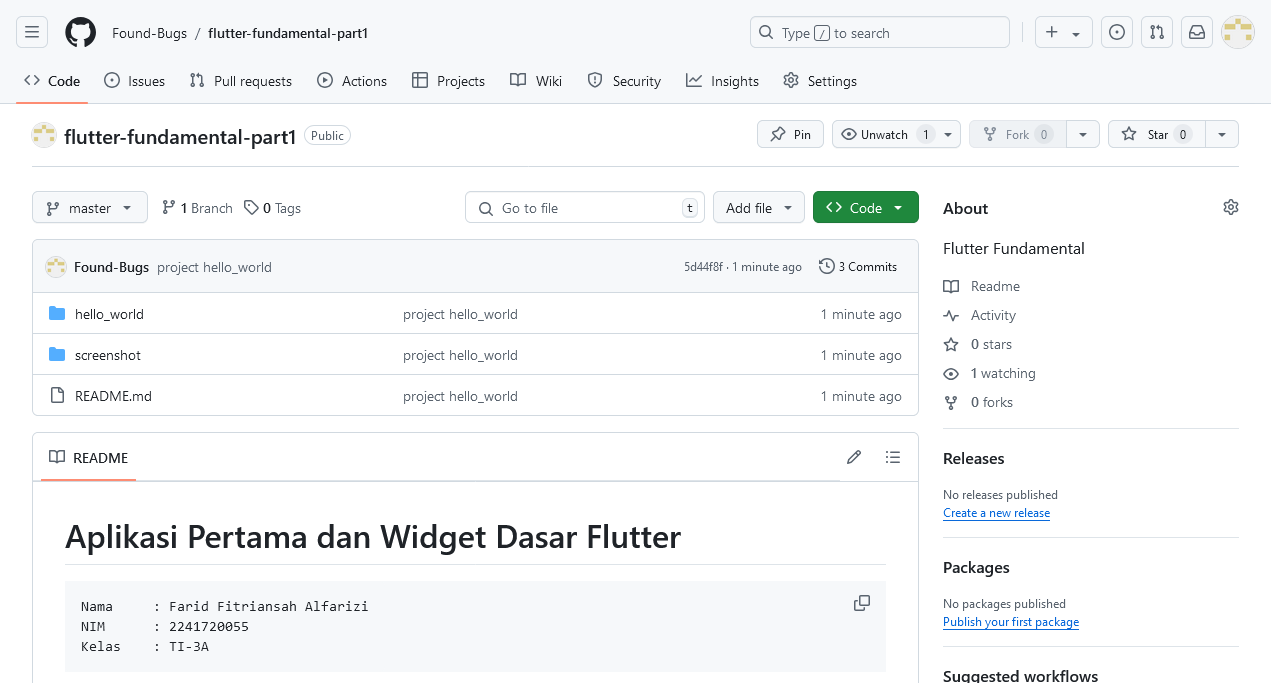 Found-Bugs / flutter-fundamental-part1
Type / to search
Code
Issues
Pull requests
Actions
Projects
Wiki
Security
Insights
Settings
flutter-fundamental-part1 Public
Pin
Unwatch 1
Fork 0
Star 0
master
1 Branch
0 Tags
Go to file t
Add file
Code
Found-Bugs project hello_world 5d44f8f · 1 minute ago 3 Commits
hello_world project hello_world 1 minute ago
screenshot project hello_world 1 minute ago
README.md project hello_world 1 minute ago
README
Aplikasi Pertama dan Widget Dasar Flutter
Nama     : Farid Fitriansah Alfarizi
NIM      : 2241720055
Kelas    : TI-3A
About
Flutter Fundamental
Readme
Activity
0 stars
1 watching
0 forks
Releases
No releases published
Create a new release
Packages
No packages published
Publish your first package
Suggested workflows